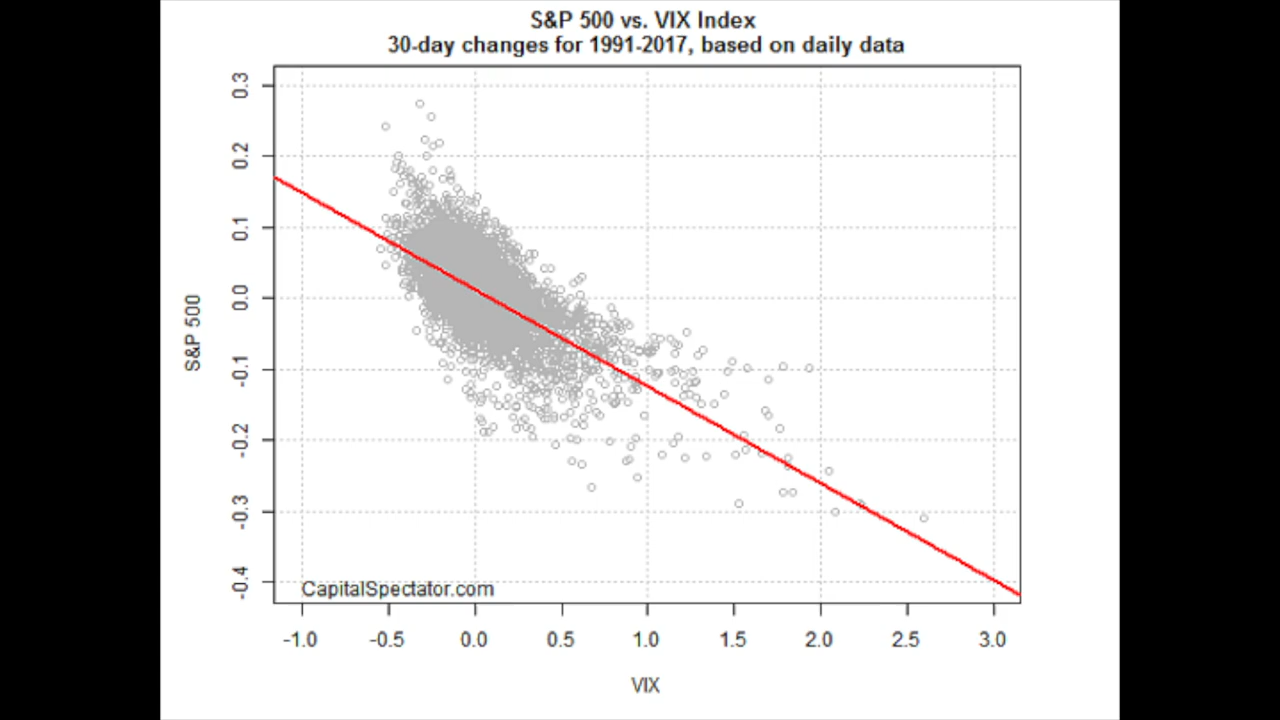 S&P 500 vs. VIX Index
30-day changes for 1991-2017, based on daily data
0.3
0.2
0.1
0.0
-0.1
-0.2
-0.3
-0.4
S&P 500
CapitalSpectator.com
-1.0 -0.5 0.0 0.5 1.0 1.5 2.0 2.5 3.0
VIX